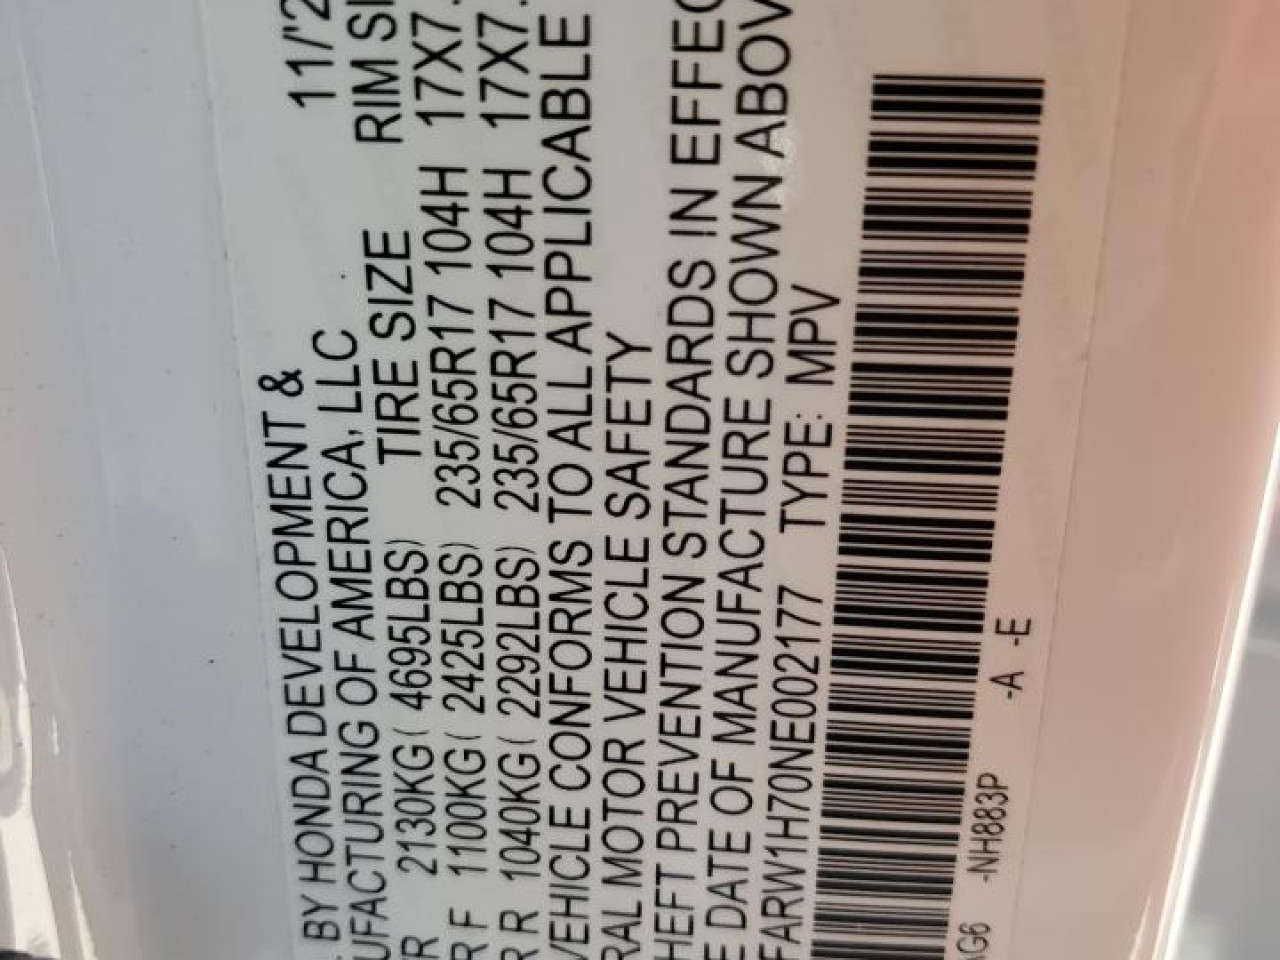 BY HONDA DEVELOPMENT & 11/'2
UFACTURING OF AMERICA, LLC RIM SI
TIRE SIZE
2130KG( 4695LBS) 235/65R17 104H 17X7.
R F 1100KG( 2425LBS) 235/65R17 104H 17X7.
R R 1040KG( 2292LBS)
VEHICLE CONFORMS TO ALL APPLICABLE
RAL MOTOR VEHICLE SAFETY
HEFT PREVENTION STANDARDS IN EFFEC
E DATE OF MANUFACTURE SHOWN ABOV
FARW1H70NE002177 TYPE: MPV
AG6 -NH883P -A -E